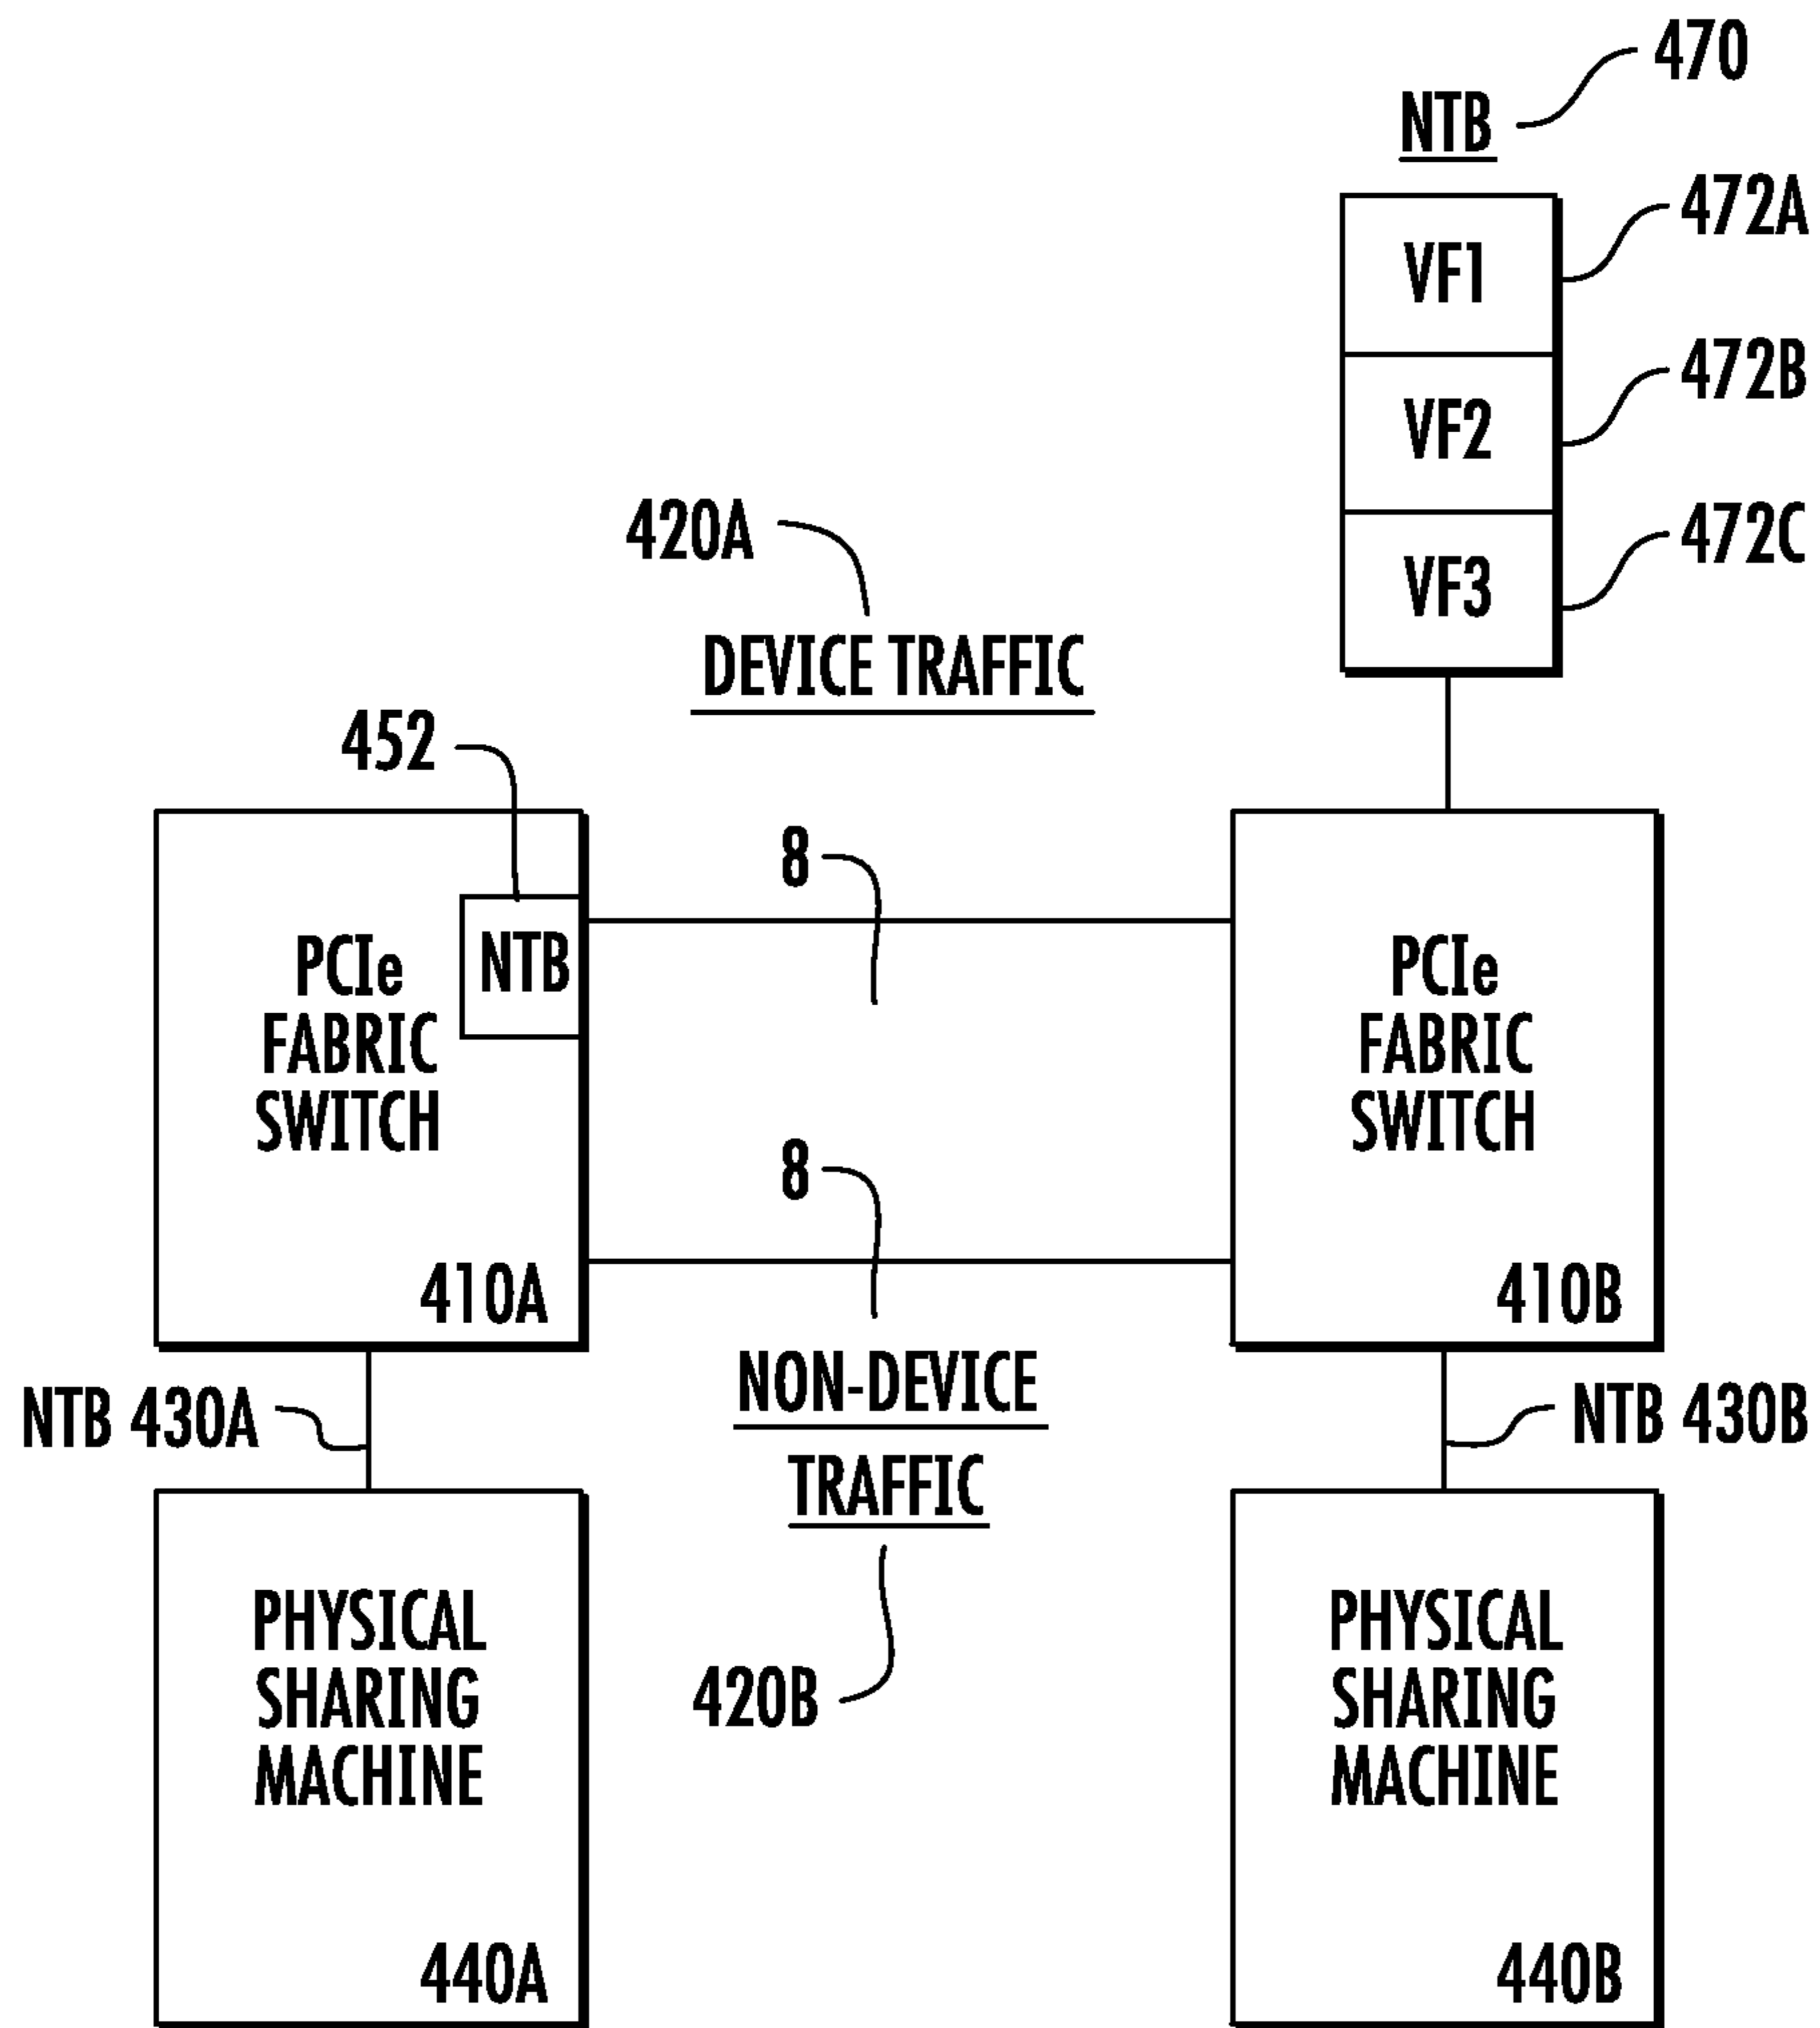 470
NTB
472A
VF1
472B
VF2
420A
472C
VF3
DEVICE TRAFFIC
452
8
NTB
PCIe
FABRIC
SWITCH
PCIe
FABRIC
SWITCH
8
410A
410B
NON-DEVICE
TRAFFIC
NTB 430A
NTB 430B
PHYSICAL
SHARING
MACHINE
420B
PHYSICAL
SHARING
MACHINE
440A
440B